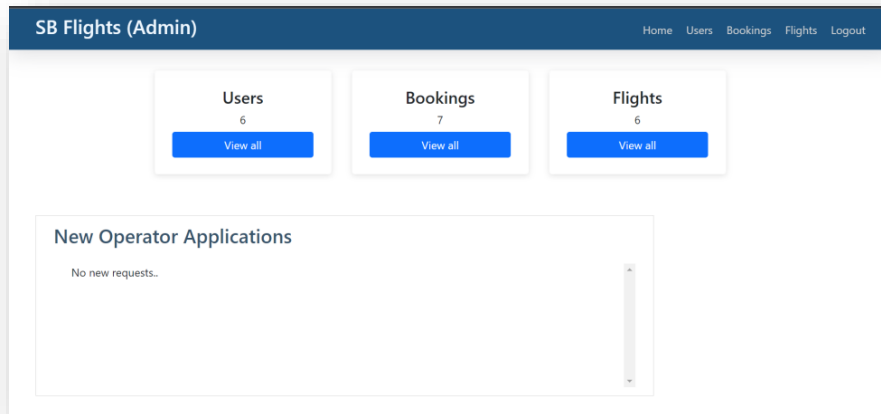 SB Flights (Admin)
Home Users Bookings Flights Logout
Users
6
View all
Bookings
7
View all
Flights
6
View all
New Operator Applications
No new requests..